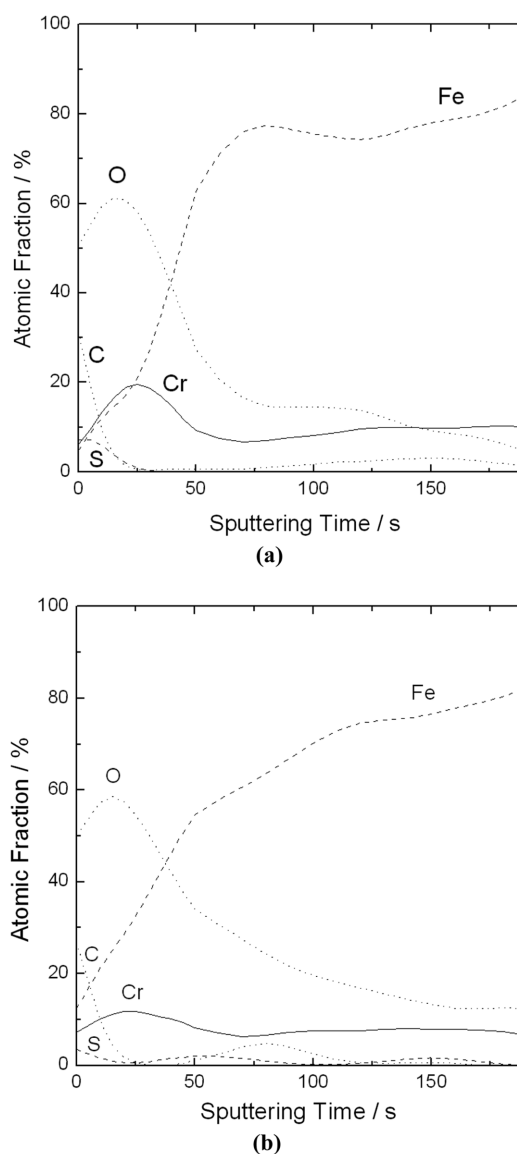 100
80
60
40
20
0
Atomic Fraction / %
Fe
O
C
Cr
S
0 50 100 150
Sputtering Time / s
(a)
100
80
60
40
20
0
Atomic Fraction / %
Fe
O
C
Cr
S
0 50 100 150
Sputtering Time / s
(b)